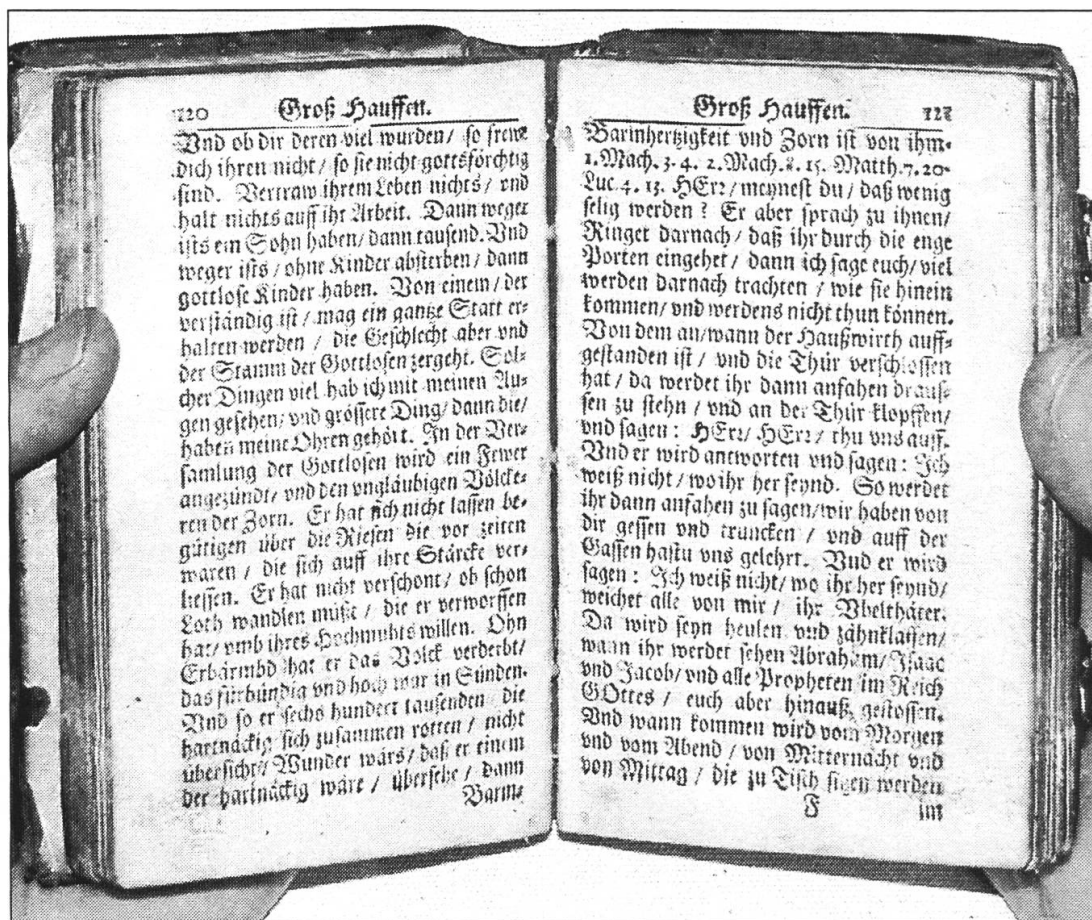 120 Groß Hauffen.
Vnd ob dir deren viel wurden/ so frewe
dich ihren nicht/ so sie nicht gottsförchtig
sind. Vertraw ihrem Leben nichts/ vnd
halt nichts auff ihr Arbeit. Dann weger
ists ein Sohn haben/ dann tausend. Vnd
weger ists/ ohne Kinder absterben/ dann
gottlose Kinder haben. Von einem/ der
verständig ist/ mag ein gantze Statt er-
halten werden/ die Geschlecht aber vnd
der Stamm der Gottlosen zergeht. Sol-
cher Dingen viel hab ich mit meinen Au-
gen gesehen/ vnd grössere Ding/ dann die/
haben meine Ohren gehört. In der Ver-
samlung der Gottlosen wird ein Fewer
angezündt/ vnd den vngläubigen Völcke-
ren der Zorn. Er hat sich nicht lassen be-
gütigen über die Riesen die vor zeiten
waren/ die sich auff ihre Stärcke ver-
liessen. Er hat nicht verschont/ ob schon
Loth wandlen mußt/ die er verworffen
hat/ vmb ihres Hochmuhts willen. Ohn
Erbärmbd hat er das Volck verderbt/
das fürbündig vnd hoch war in Sünden.
Vnd so er sechs hundert tausenden die
hartnäckig sich zusammen rotten/ nicht
übersicht/ Wunder wärs/ daß er einem
der hartnäckig wäre/ übersehe/ dann
Barm-
Groß Hauffen. 121
Barmhertzigkeit vnd Zorn ist von ihm.
1. Mach. 3. 4. 2. Mach. 8. 15. Matth. 7. 20.
Luc. 4. 13. HErr/ meynest du/ daß wenig
selig werden? Er aber sprach zu ihnen/
Ringet darnach/ daß ihr durch die enge
Porten eingehet/ dann ich sage euch/ viel
werden darnach trachten/ wie sie hinein
kommen/ vnd werdens nicht thun können.
Von dem an/ wann der Haußwirth auff-
gestanden ist/ vnd die Thür verschlossen
hat/ da werdet ihr dann anfahen draus-
sen zu stehn/ vnd an der Thür klopffen/
vnd sagen: HErr/ HErr/ thu vns auff.
Vnd er wird antworten vnd sagen: Ich
weiß nicht/ wo ihr her seynd. So werdet
ihr dann anfahen zu sagen/ wir haben von
dir gessen vnd truncken/ vnd auff der
Gassen hastu vns gelehrt. Vnd er wird
sagen: Ich weiß nicht/ wo ihr her seynd/
weichet alle von mir/ ihr Vbelthäter.
Da wird seyn heulen vnd zähnklaffen/
wann ihr werdet sehen Abraham/ Isaac
vnd Jacob/ vnd alle Propheten im Reich
GOttes/ euch aber hinauß gestossen.
Vnd wann kommen wird vom Morgen
vnd vom Abend/ von Mitternacht vnd
von Mittag/ die zu Tisch sitzen werden
F im